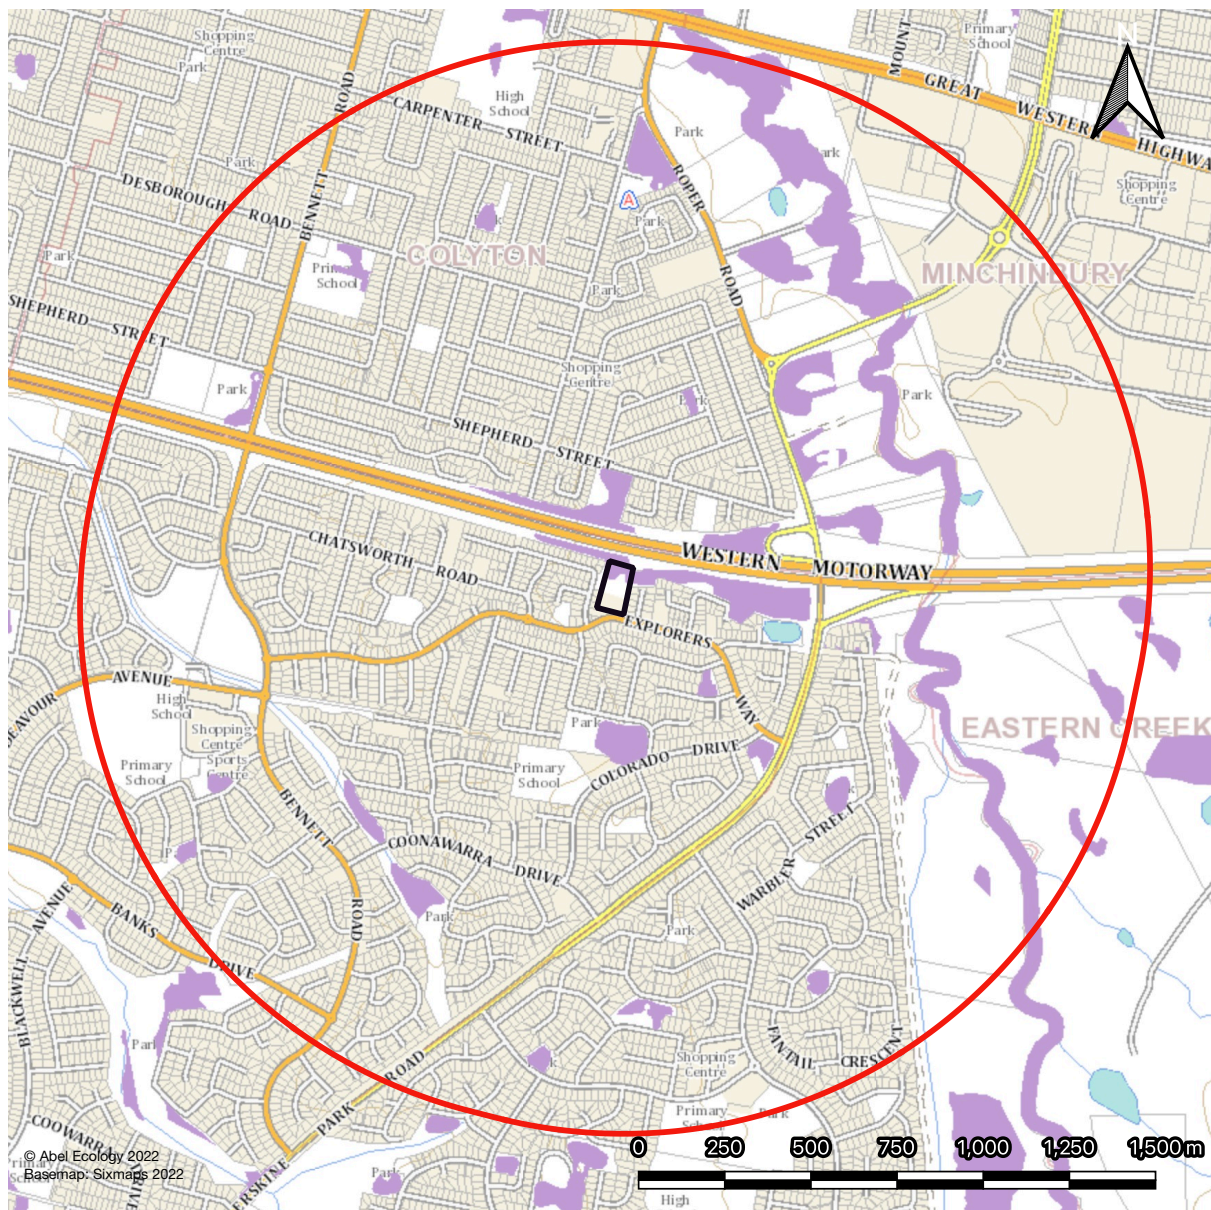 Shopping
Centre
Park
MOUNT
Primary
School
N
BENNETT ROAD
CARPENTER STREET
High
School
GREAT WESTERN HIGHWA
Park
Park
DESBOROUGH ROAD
ROPER ROAD
Shopping
Centre
A
Park
COLYTON
MINCHINBURY
Park
School
Park
SHEPHERD STREET
Shopping
Centre
Park
Park
SHEPHERD STREET
CHATSWORTH ROAD
WESTERN MOTORWAY
EXPLORERS WAY
AVENUE
High
School
Shopping
Centre
Sports
Centre
Primary
School
Park
Primary
School
COLORADO DRIVE
EASTERN CREEK
BENNETT ROAD
COONAWARRA DRIVE
WARBLER STREET
BANKS DRIVE
AVENUE
BLACKWELL
Park
Park
Park
FANTAIL CRESCENT
Shopping
Centre
Primary
Park
ERSKINE PARK ROAD
COOWARRA
Park
High
0 250 500 750 1,000 1,250 1,500m
© Abel Ecology 2022
Basemap: Sixmaps 2022